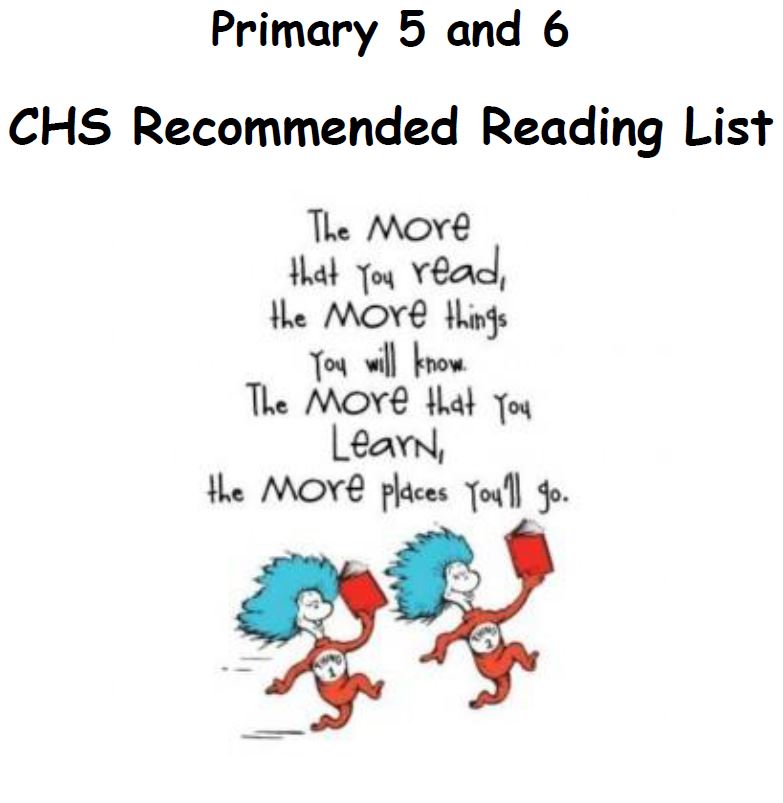 Primary 5 and 6
CHS Recommended Reading List
The MORE
that You read,
the MORE things
You will know.
The MORE that You
LEARN,
the MORE places You'll go.
THING
1
THING
2